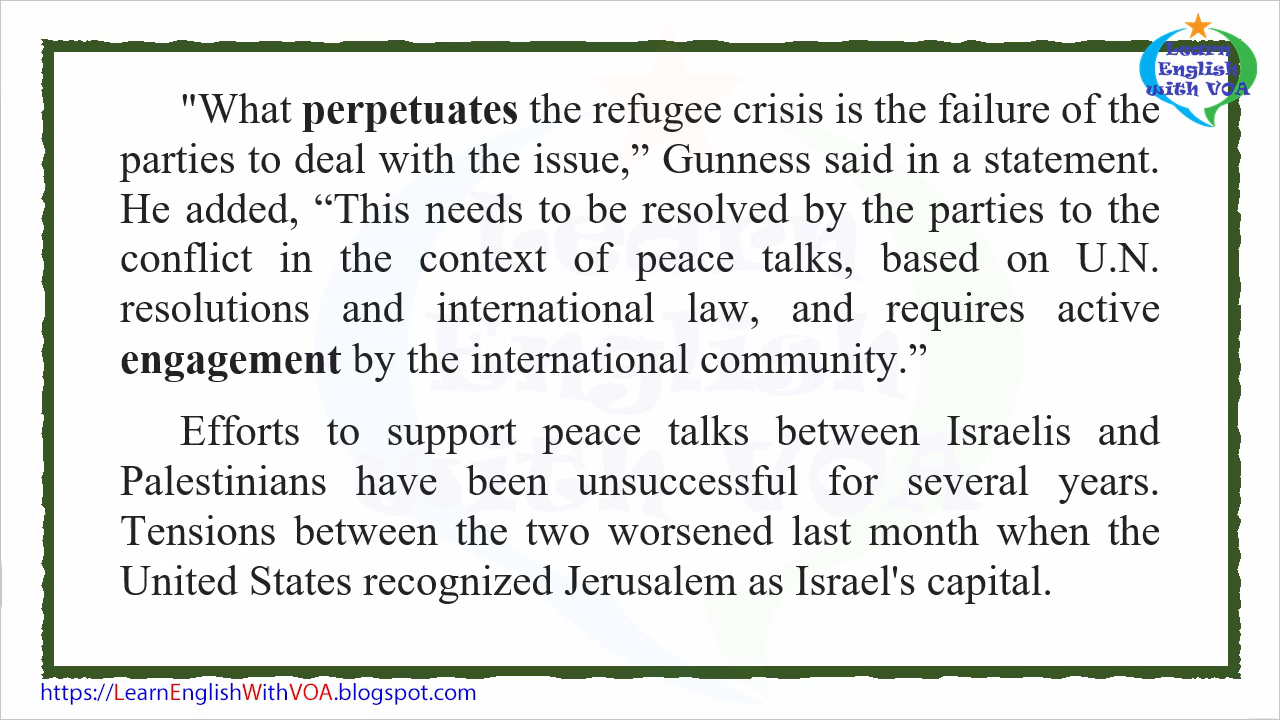 Learn
English
with VOA
"What perpetuates the refugee crisis is the failure of the
parties to deal with the issue,” Gunness said in a statement.
He added, “This needs to be resolved by the parties to the
conflict in the context of peace talks, based on U.N.
resolutions and international law, and requires active
engagement by the international community.”
Efforts to support peace talks between Israelis and
Palestinians have been unsuccessful for several years.
Tensions between the two worsened last month when the
United States recognized Jerusalem as Israel's capital.
https://LearnEnglishWithVOA.blogspot.com